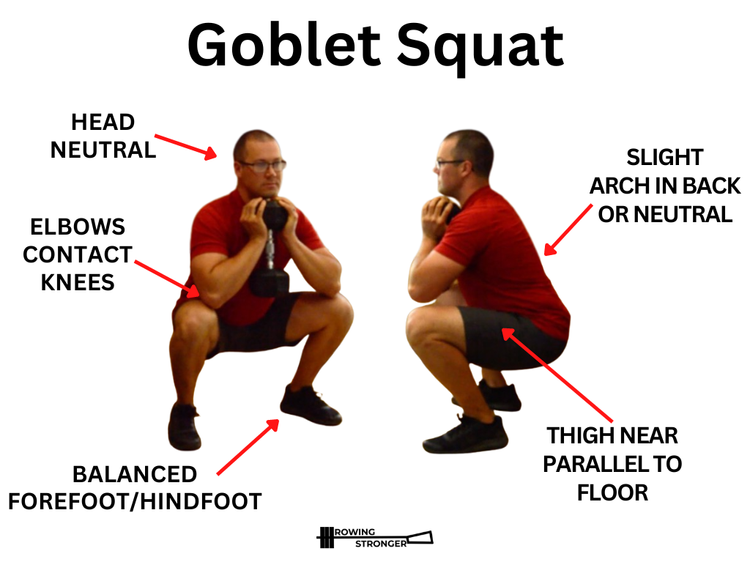 Goblet Squat
HEAD
NEUTRAL
SLIGHT
ARCH IN BACK
OR NEUTRAL
ELBOWS
CONTACT
KNEES
THIGH NEAR
PARALLEL TO
FLOOR
BALANCED
FOREFOOT/HINDFOOT
ROWING
STRONGER